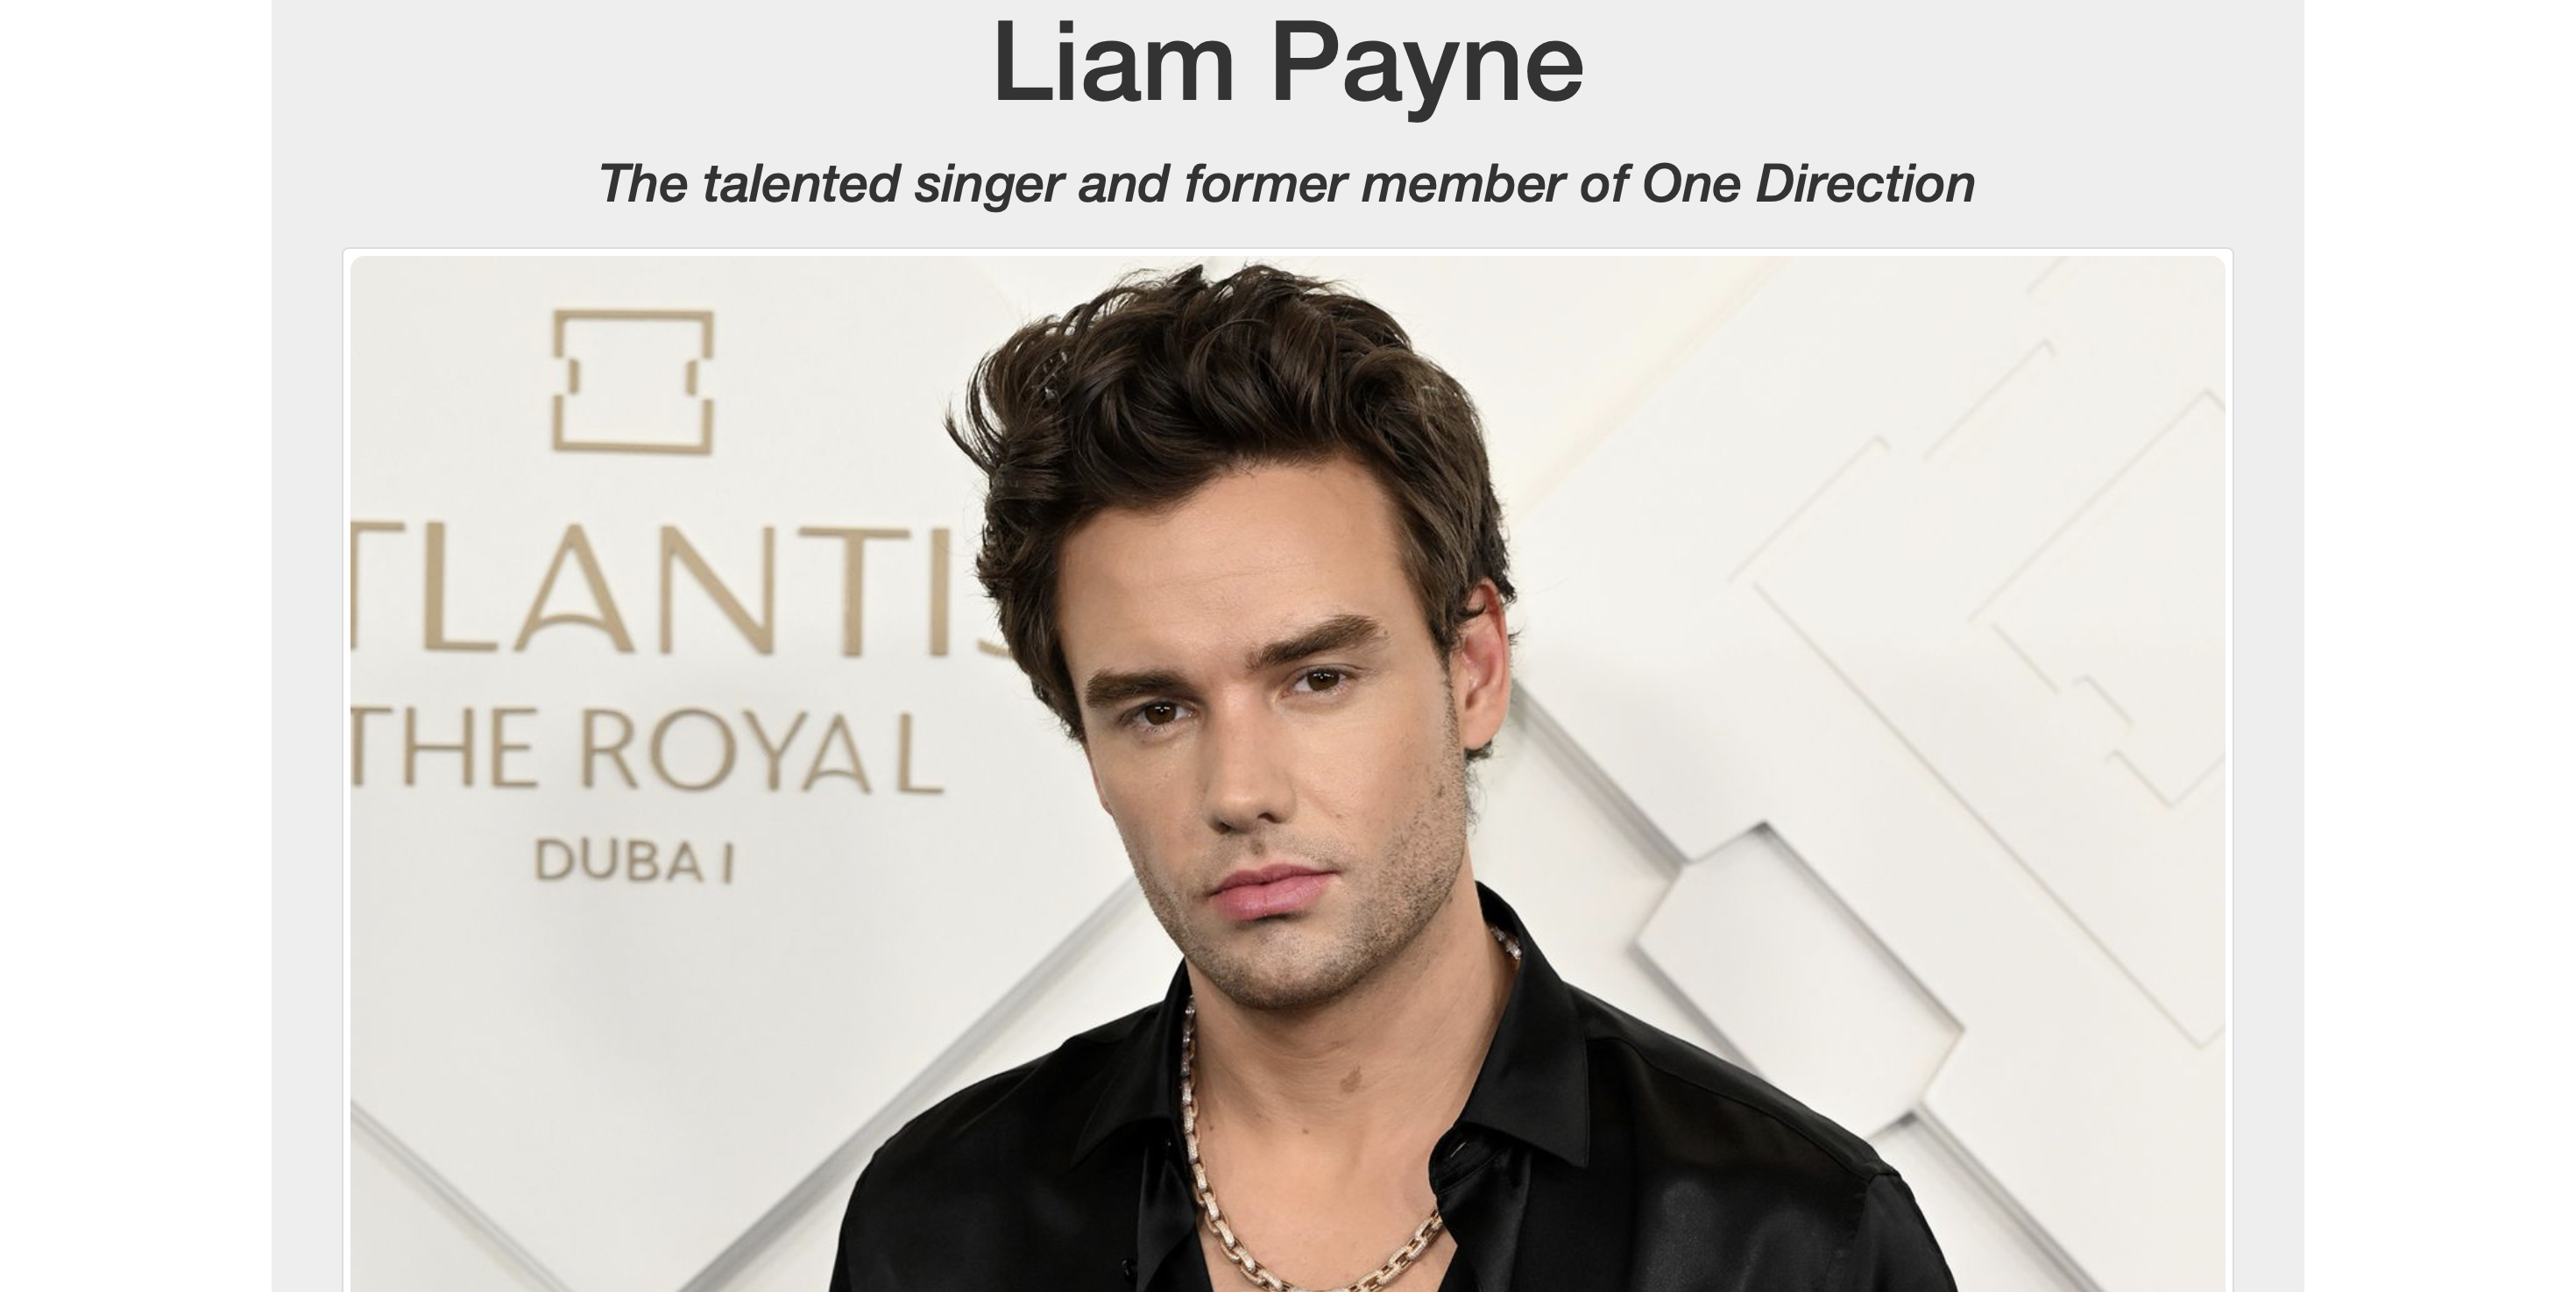 Liam Payne
The talented singer and former member of One Direction
TLANTIS
THE ROYAL
DUBAI